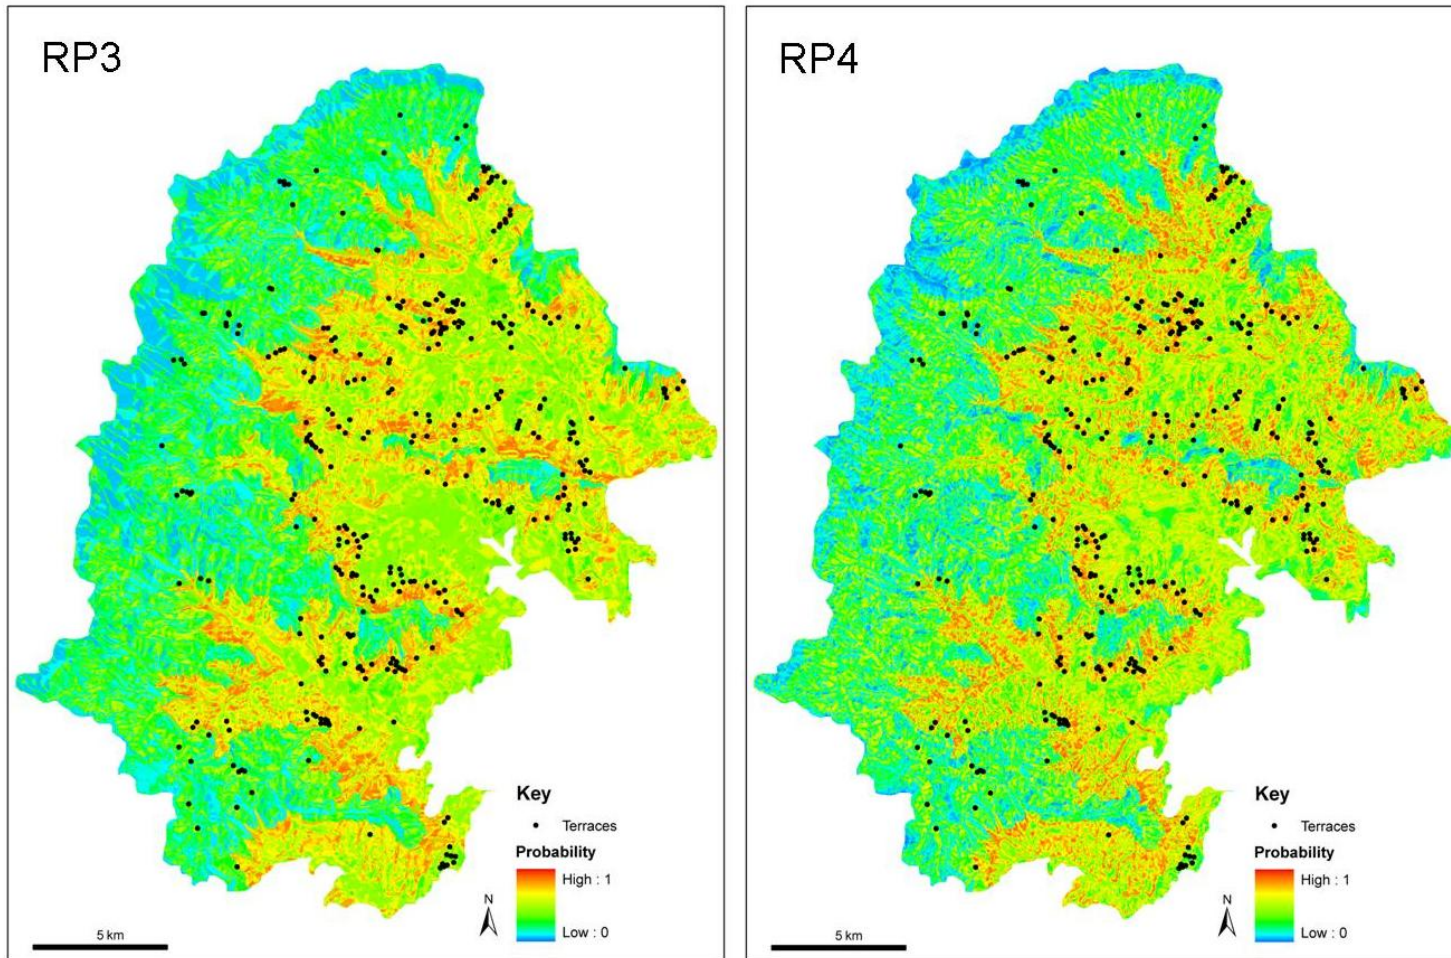 RP3
Key
Terraces
Probability
High : 1
Low : 0
N
5 km
RP4
Key
Terraces
Probability
High : 1
Low : 0
N
5 km